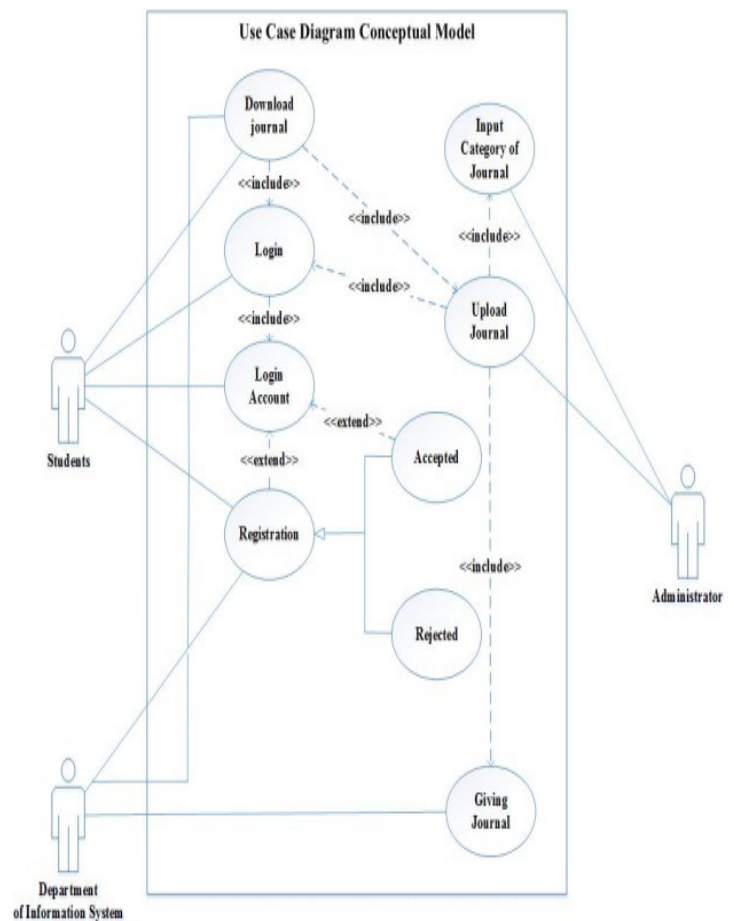 Use Case Diagram Conceptual Model
Download
journal
Input
Category of
Journal
<<include>>
<<include>>
<<include>>
Login
<<include>>
Upload
Journal
<<include>>
Login
Account
<<extend>>
Accepted
<<extend>>
Students
Registration
<<include>>
Administrator
Rejected
Giving
Journal
Department
of Information System